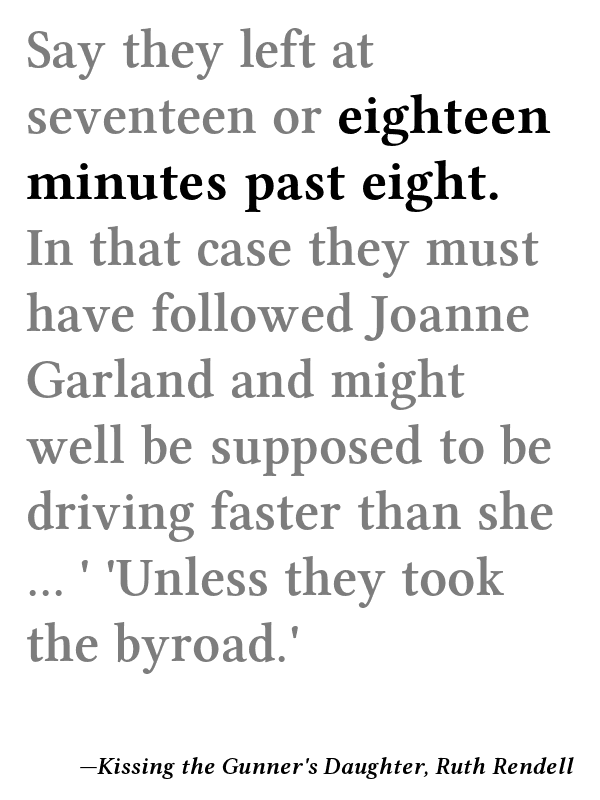 Say they left at
seventeen or eighteen
minutes past eight.
In that case they must
have followed Joanne
Garland and might
well be supposed to be
driving faster than she
... ' 'Unless they took
the byroad.'
—Kissing the Gunner's Daughter, Ruth Rendell